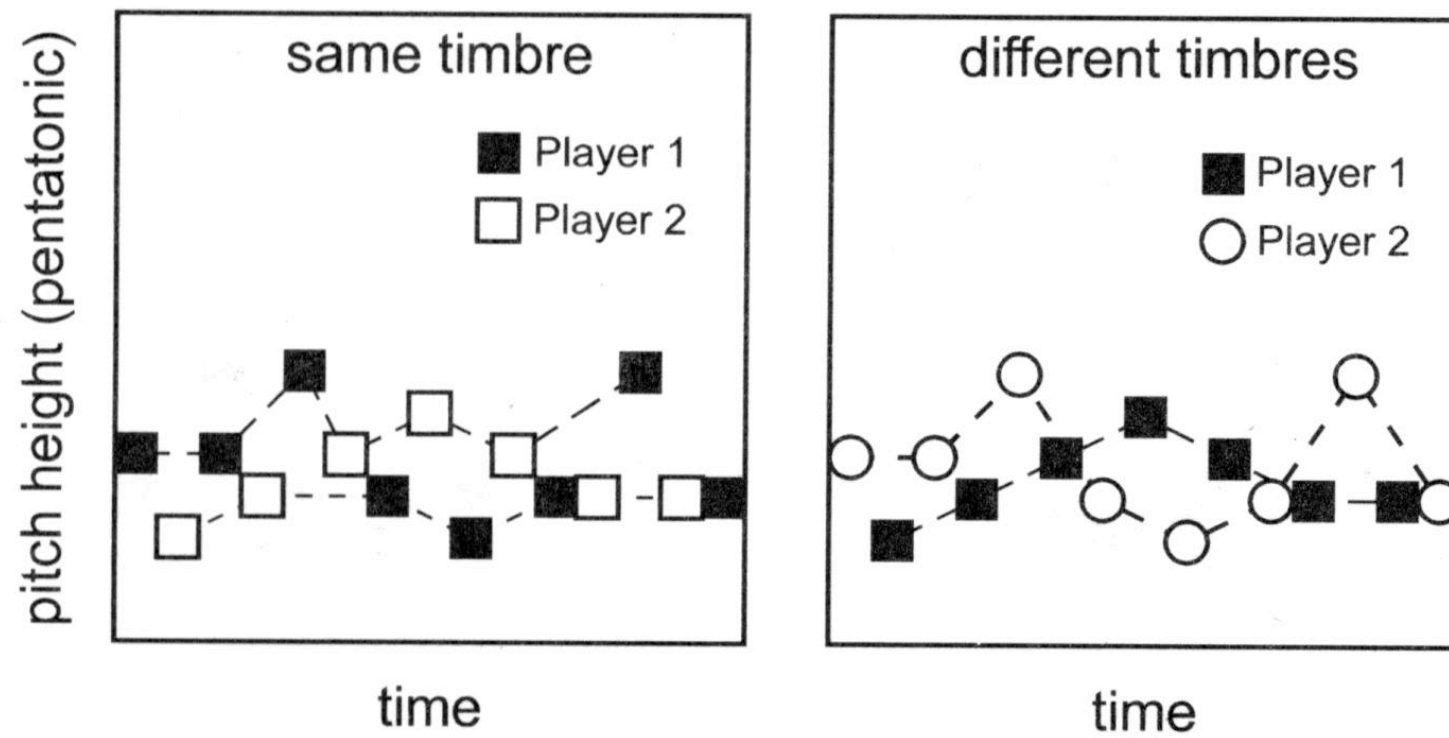 pitch height (pentatonic)
same timbre
Player 1
Player 2
time
different timbres
Player 1
Player 2
time